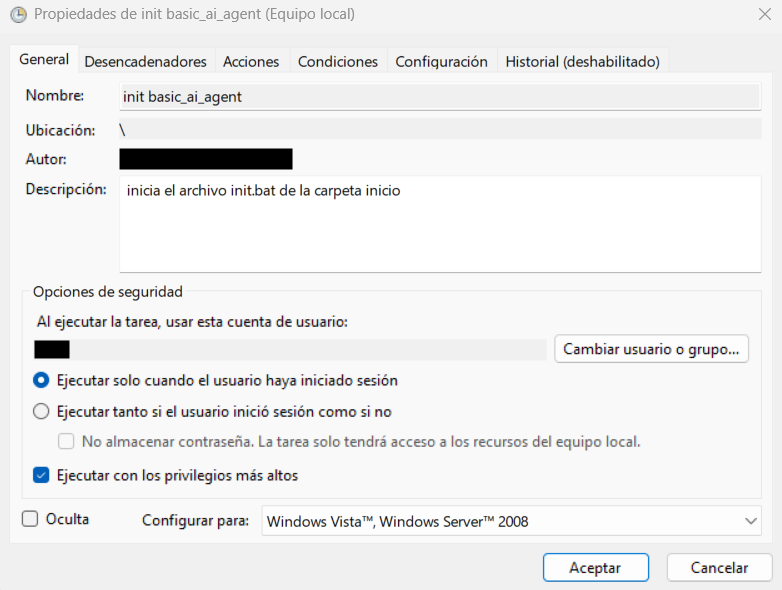 Propiedades de init basic_ai_agent (Equipo local)
General Desencadenadores Acciones Condiciones Configuración Historial (deshabilitado)
Nombre: init basic_ai_agent
Ubicación: \
Autor:
Descripción: inicia el archivo init.bat de la carpeta inicio
Opciones de seguridad
Al ejecutar la tarea, usar esta cuenta de usuario:
Cambiar usuario o grupo...
Ejecutar solo cuando el usuario haya iniciado sesión
Ejecutar tanto si el usuario inició sesión como si no
No almacenar contraseña. La tarea solo tendrá acceso a los recursos del equipo local.
Ejecutar con los privilegios más altos
Oculta Configurar para: Windows Vista™, Windows Server™ 2008
Aceptar Cancelar